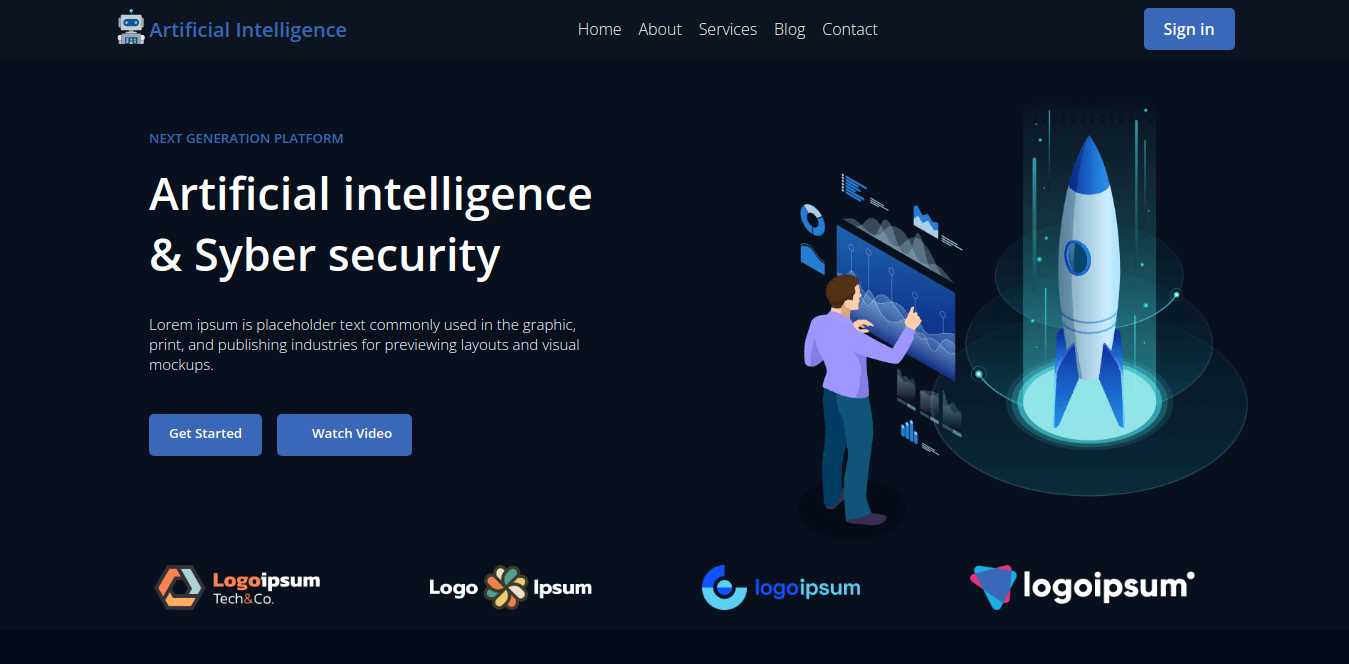 Artificial Intelligence
Home About Services Blog Contact
Sign in
NEXT GENERATION PLATFORM
Artificial intelligence
& Syber security
Lorem ipsum is placeholder text commonly used in the graphic,
print, and publishing industries for previewing layouts and visual
mockups.
Get Started
Watch Video
Logoipsum
Tech&Co.
Logo Ipsum
logoipsum
logoipsum